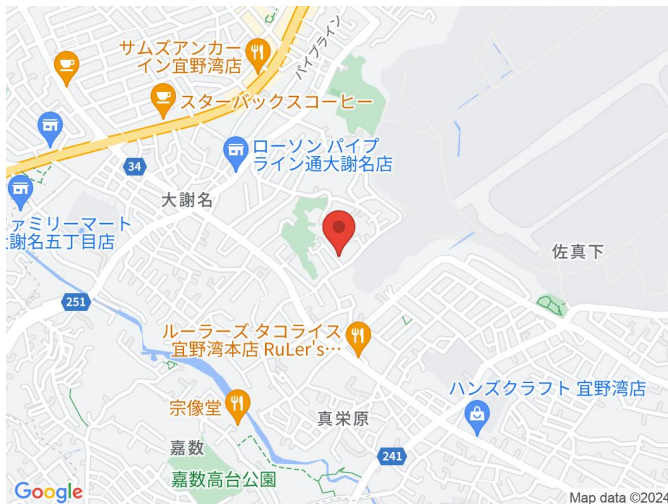 サムズアンカー
イン宜野湾店
パイプライン
スターバックスコーヒー
ローソン パイプ
ライン通大謝名店
34
大謝名
ァミリーマート
大謝名五丁目店
佐真下
251
ルーラーズ タコライス
宜野湾本店 RuLer's…
ハンズクラフト 宜野湾店
宗像堂
真栄原
嘉数
241
嘉数高台公園
Google
Map data ©2024